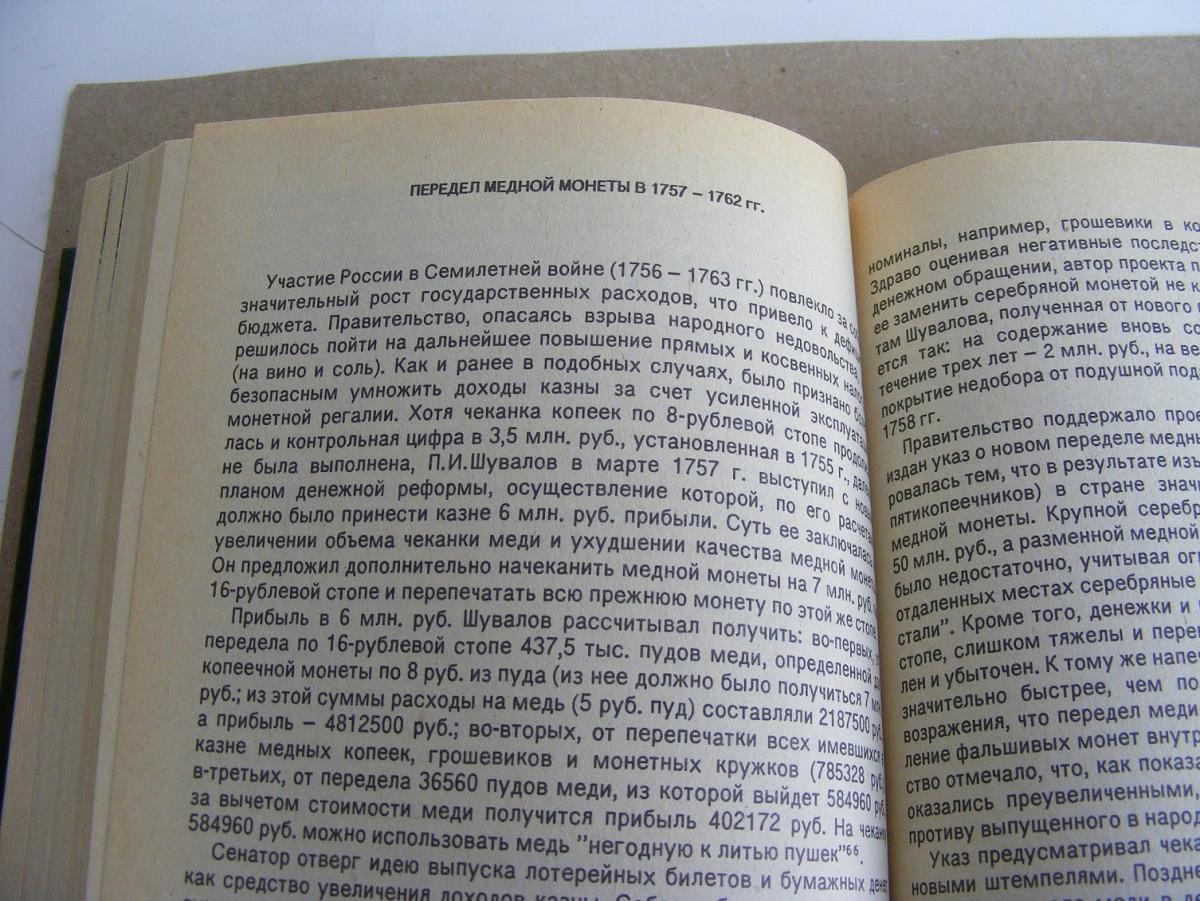 ПЕРЕДЕЛ МЕДНОЙ МОНЕТЫ В 1757 – 1762 гг.
Участие России в Семилетней войне (1756 – 1763 гг.) повлекло за
значительный рост государственных расходов, что привело к
бюджета. Правительство, опасаясь взрыва народного недовольства,
решилось пойти на дальнейшее повышение прямых и косвенных
(на вино и соль). Как и ранее в подобных случаях, было признано
безопасным умножить доходы казны за счет усиленной
монетной регалии. Хотя чеканка копеек по 8-рублевой стопе
лась и контрольная цифра в 3,5 млн. руб., установленная в 1755 г.,
не была выполнена, П.И.Шувалов в марте 1757 г. выступил с
планом денежной реформы, осуществление которой, по его
должно было принести казне 6 млн. руб. прибыли. Суть ее заключалась
увеличении объема чеканки меди и ухудшении качества медной
Он предложил дополнительно начеканить медной монеты на 7 млн. руб.
16-рублевой стопе и перепечатать всю прежнюю монету по этой же стопе
Прибыль в 6 млн. руб. Шувалов рассчитывал получить: во-первых,
передела по 16-рублевой стопе 437,5 тыс. пудов меди, определенной
копеечной монеты по 8 руб. из пуда (из нее должно было получиться 7
руб.; из этой суммы расходы на медь (5 руб. пуд) составляли 2187500
а прибыль – 4812500 руб.; во-вторых, от перепечатки всех имевшихся
казне медных копеек, грошевиков и монетных кружков (785328 руб.
в-третьих, от передела 36560 пудов меди, из которой выйдет 584960 руб.
за вычетом стоимости меди получится прибыль 402172 руб. На
584960 руб. можно использовать медь "негодную к литью пушек"⁶⁶.
Сенатор отверг идею выпуска лотерейных билетов и бумажных
как средство увеличения доходов казны.
номиналы, например, грошевики в
Здраво оценивая негативные
денежном обращении, автор проекта
ее заменить серебряной монетой не
там Шувалова, полученная от нового
ется так: на содержание вновь
течение трех лет – 2 млн. руб., на
покрытие недобора от подушной
1758 гг.
Правительство поддержало
издан указ о новом переделе
ровалась тем, что в результате
пятикопеечников) в стране
медной монеты. Крупной
50 млн. руб., а разменной медной
было недостаточно, учитывая
отдаленных местах серебряные
стали". Кроме того, денежки и
стопе, слишком тяжелы и
лен и убыточен. К тому же
значительно быстрее, чем
возражения, что передел меди
ление фальшивых монет
ство отмечало, что, как
оказались преувеличенными,
противу выпущенного в
Указ предусматривал
новыми штемпелями.